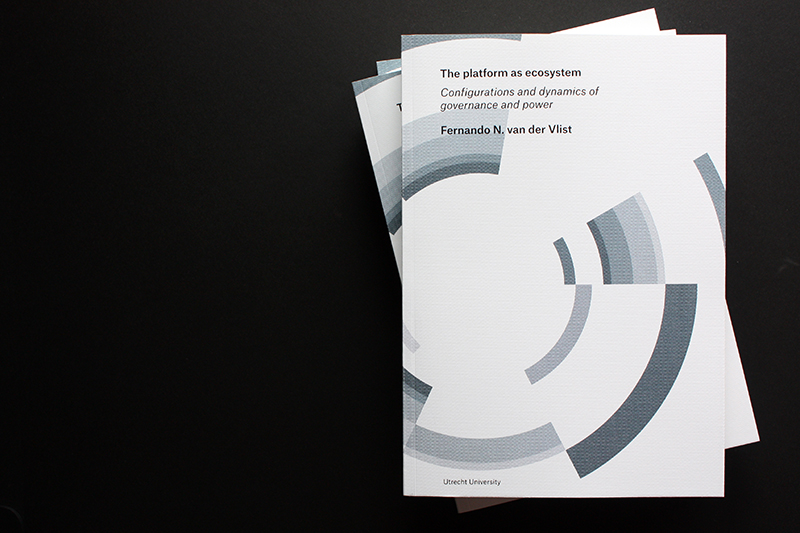 The platform as ecosystem
Configurations and dynamics of
governance and power
Fernando N. van der Vlist
Utrecht University